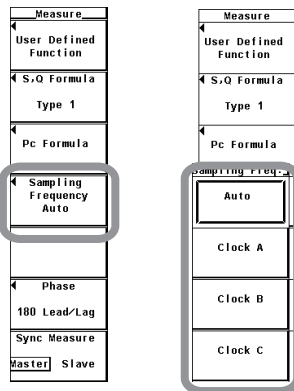 Measure
User Defined
Function
S,Q Formula
Type 1
Pc Formula
Sampling
Frequency
Auto
Phase
180 Lead/Lag
Sync Measure
Master Slave
Measure
User Defined
Function
S,Q Formula
Type 1
Pc Formula
Sampling Freq.
Auto
Clock A
Clock B
Clock C